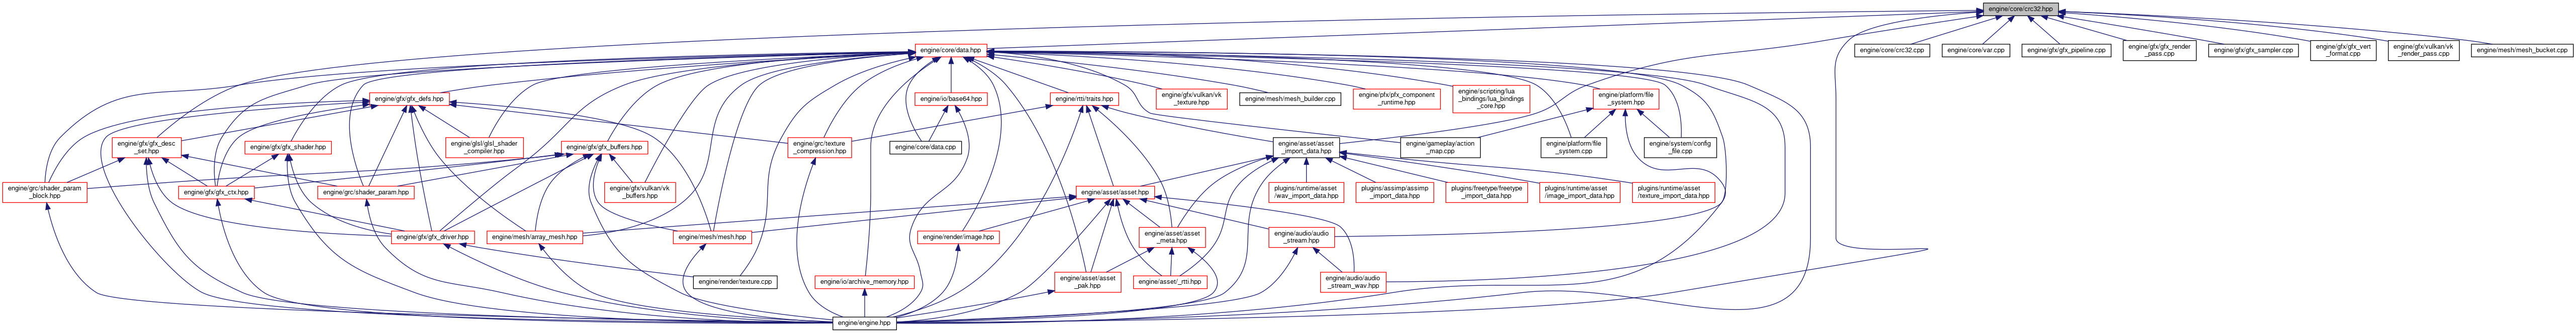 engine/core/crc32.hpp
engine/core/data.hpp
engine/core/crc32.cpp
engine/core/var.cpp
engine/gfx/gfx_pipeline.cpp
engine/gfx/gfx_render
_pass.cpp
engine/gfx/gfx_sampler.cpp
engine/gfx/gfx_vert
_format.cpp
engine/gfx/vulkan/vk
_render_pass.cpp
engine/mesh/mesh_bucket.cpp
engine/gfx/gfx_defs.hpp
engine/io/base64.hpp
engine/rtti/traits.hpp
engine/gfx/vulkan/vk
_texture.hpp
engine/mesh/mesh_builder.cpp
engine/pfx/pfx_component
_runtime.hpp
engine/scripting/lua
_bindings/lua_bindings
_core.hpp
engine/platform/file
_system.hpp
engine/gfx/gfx_desc
_set.hpp
engine/gfx/gfx_shader.hpp
engine/glsl/glsl_shader
_compiler.hpp
engine/gfx/gfx_buffers.hpp
engine/grc/texture
_compression.hpp
engine/core/data.cpp
engine/asset/asset
_import_data.hpp
engine/gameplay/action
_map.cpp
engine/platform/file
_system.cpp
engine/system/config
_file.cpp
engine/grc/shader_param
_block.hpp
engine/gfx/gfx_ctx.hpp
engine/grc/shader_param.hpp
engine/gfx/vulkan/vk
_buffers.hpp
engine/asset/asset.hpp
plugins/runtime/asset
/wav_import_data.hpp
plugins/assimp/assimp
_import_data.hpp
plugins/freetype/freetype
_import_data.hpp
plugins/runtime/asset
/image_import_data.hpp
plugins/runtime/asset
/texture_import_data.hpp
engine/gfx/gfx_driver.hpp
engine/mesh/array_mesh.hpp
engine/mesh/mesh.hpp
engine/render/image.hpp
engine/asset/asset
_meta.hpp
engine/audio/audio
_stream.hpp
engine/render/texture.cpp
engine/io/archive_memory.hpp
engine/asset/asset
_pak.hpp
engine/asset/_rtti.hpp
engine/audio/audio
_stream_wav.hpp
engine/engine.hpp